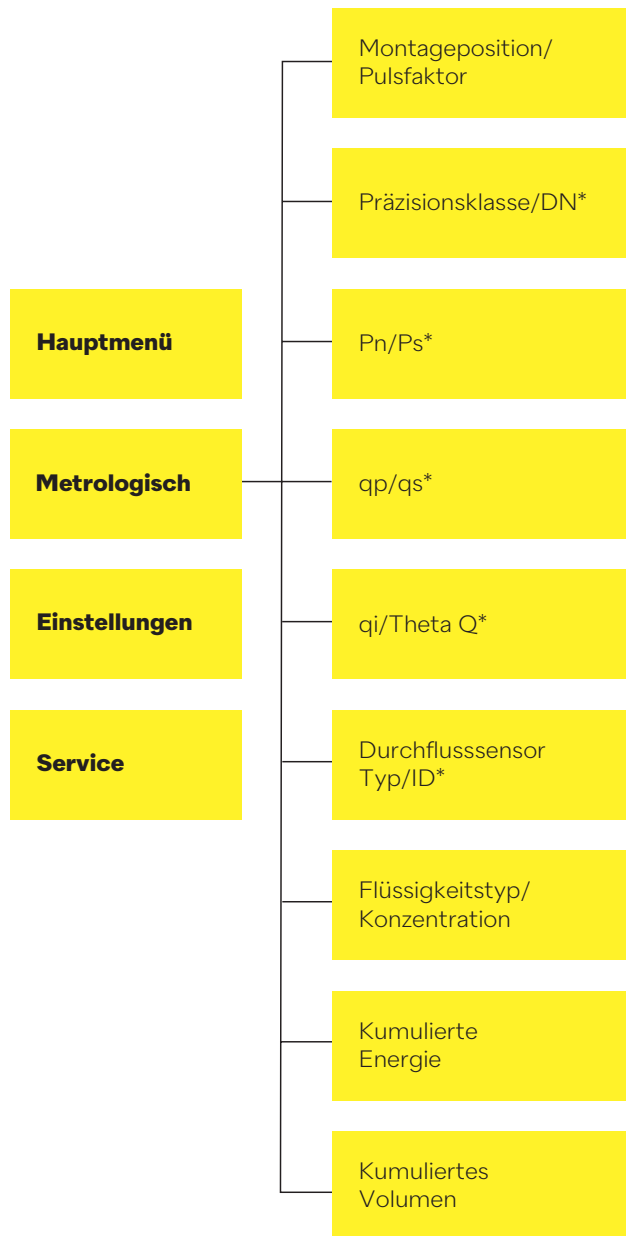 Hauptmenü
Metrologisch
Einstellungen
Service
Montageposition/
Pulsfaktor
Präzisionsklasse/DN*
Pn/Ps*
qp/qs*
qi/Theta Q*
Durchflusssensor
Typ/ID*
Flüssigkeitstyp/
Konzentration
Kumulierte
Energie
Kumuliertes
Volumen